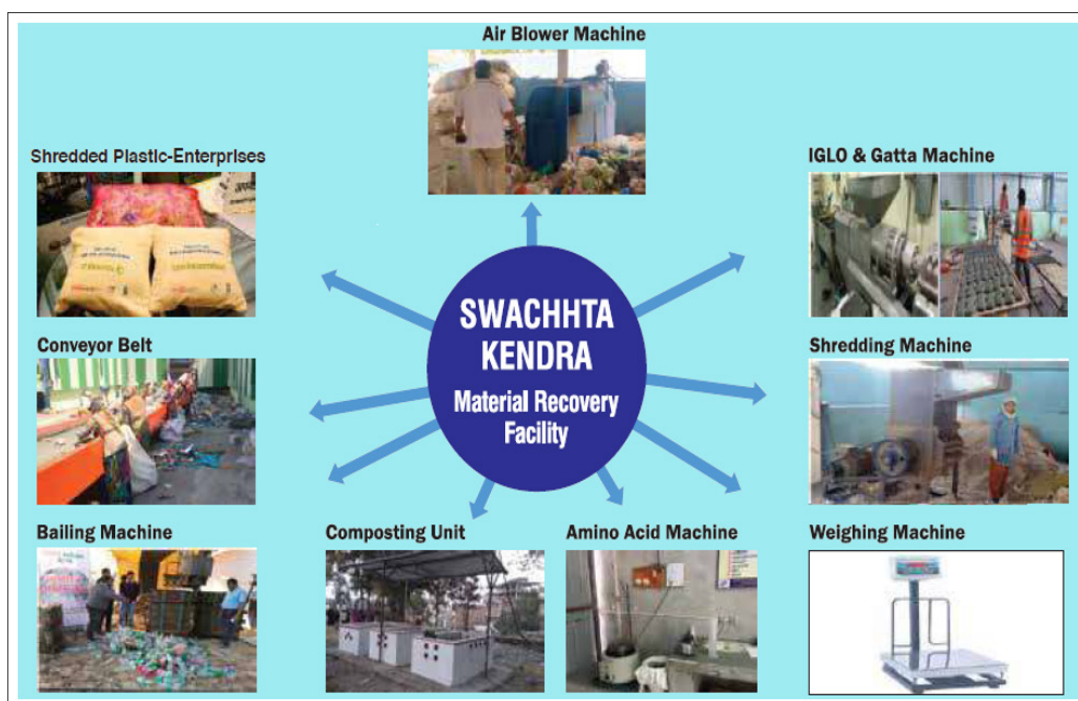 Air Blower Machine
Shredded Plastic-Enterprises
IGLO & Gatta Machine
SWACHHTA
KENDRA
Material Recovery
Facility
Conveyor Belt
Shredding Machine
Bailing Machine
Composting Unit
Amino Acid Machine
Weighing Machine